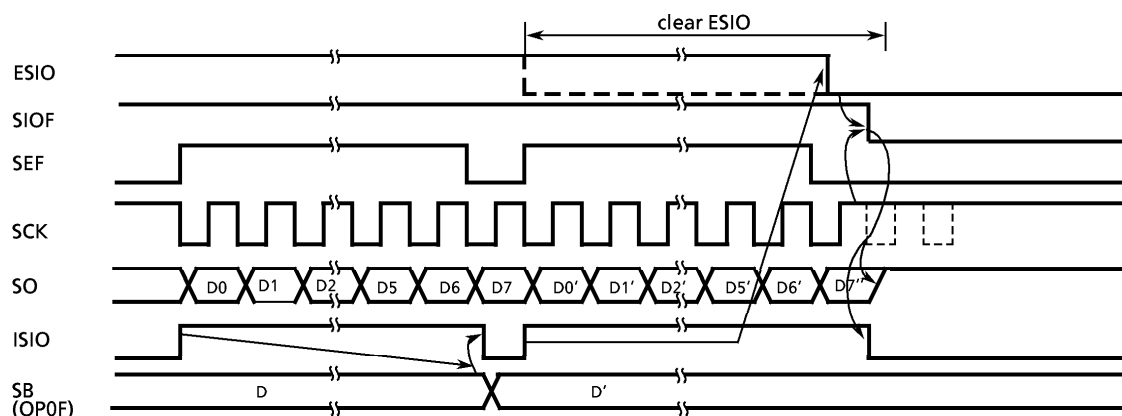 clear ESIO
ESIO
SIOF
SEF
SCK
SO D0 D1 D2 D5 D6 D7 D0' D1' D2' D5' D6' D7''
ISIO
SB D D'
(OP0F)